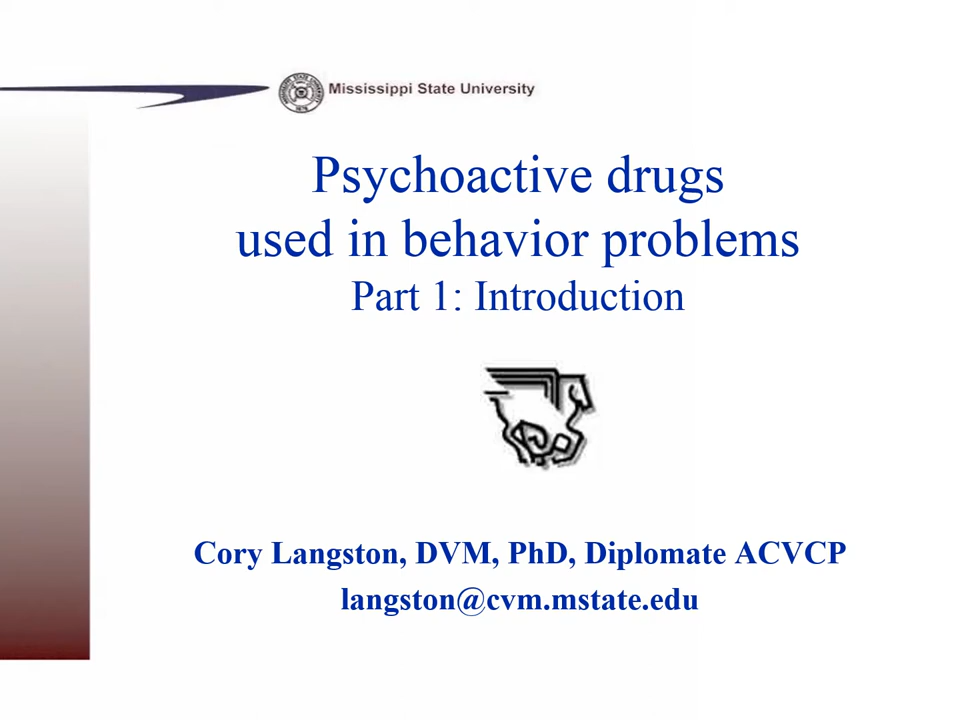 Mississippi State University
Psychoactive drugs
used in behavior problems
Part 1: Introduction
Cory Langston, DVM, PhD, Diplomate ACVCP
langston@cvm.mstate.edu